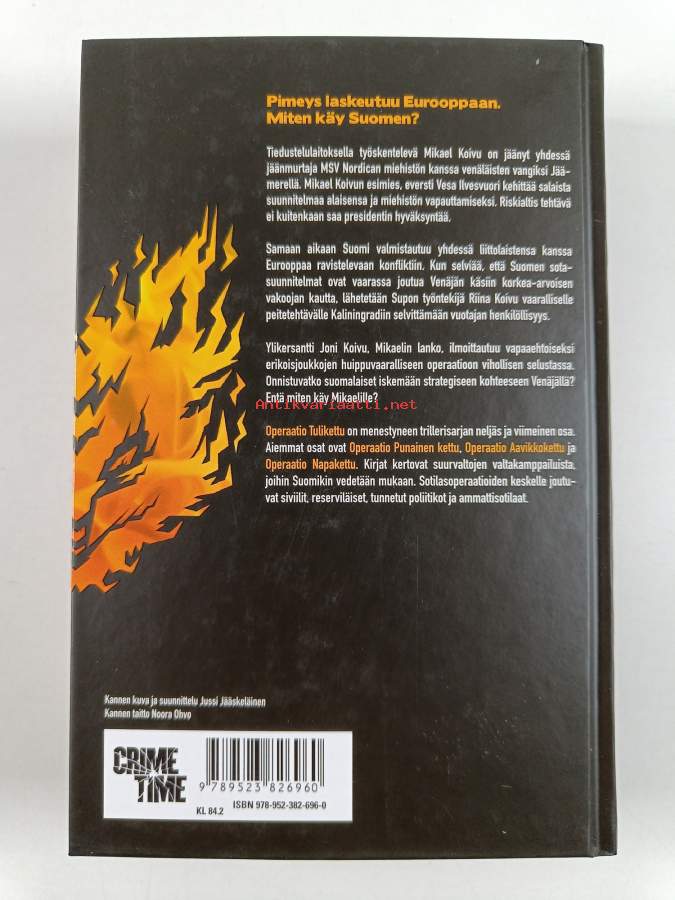 Pimeys laskeutuu Eurooppaan.
Miten käy Suomen?
Tiedustelulaitoksella työskentelevä Mikael Koivu on jäänyt yhdessä
jäänmurtaja MSV Nordican miehistön kanssa venäläisten vangiksi Jää-
merellä. Mikael Koivun esimies, eversti Vesa Ilvesvuori kehittää salaista
suunnitelmaa alaisensa ja miehistön vapauttamiseksi. Riskialtis tehtävä
ei kuitenkaan saa presidentin hyväksyntää.
Samaan aikaan Suomi valmistautuu yhdessä liittolaistensa kanssa
Eurooppaa ravistelevaan konfliktiin. Kun selviää, että Suomen sota-
suunnitelmat ovat vaarassa joutua Venäjän käsiin korkea-arvoisen
vakoojan kautta, lähetetään Supon työntekijä Riina Koivu vaaralliselle
peitetehtävälle Kaliningradiin selvittämään vuotajan henkilöllisyys.
Ylikersantti Joni Koivu, Mikaelin lanko, ilmoittautuu vapaaehtoiseksi
erikoisjoukkojen huippuvaaralliseen operaatioon vihollisen selustassa.
Onnistuvatko suomalaiset iskemään strategiseen kohteeseen Venäjällä?
Entä miten käy Mikaelille?
Antikvariaatti.net
Operaatio Tulikettu on menestyneen trillerisarjan neljäs ja viimeinen osa.
Aiemmat osat ovat Operaatio Punainen kettu, Operaatio Aavikkokettu ja
Operaatio Napakettu. Kirjat kertovat suurvaltojen valtakamppailuista,
joihin Suomikin vedetään mukaan. Sotilasoperaatioiden keskelle joutu-
vat siviilit, reserviläiset, tunnetut poliitikot ja ammattisotilaat.
Kannen kuva ja suunnittelu Jussi Jääskeläinen
Kannen taitto Noora Ohvo
CRIME
TIME
9 789523 826960
KL 84.2
ISBN 978-952-382-696-0